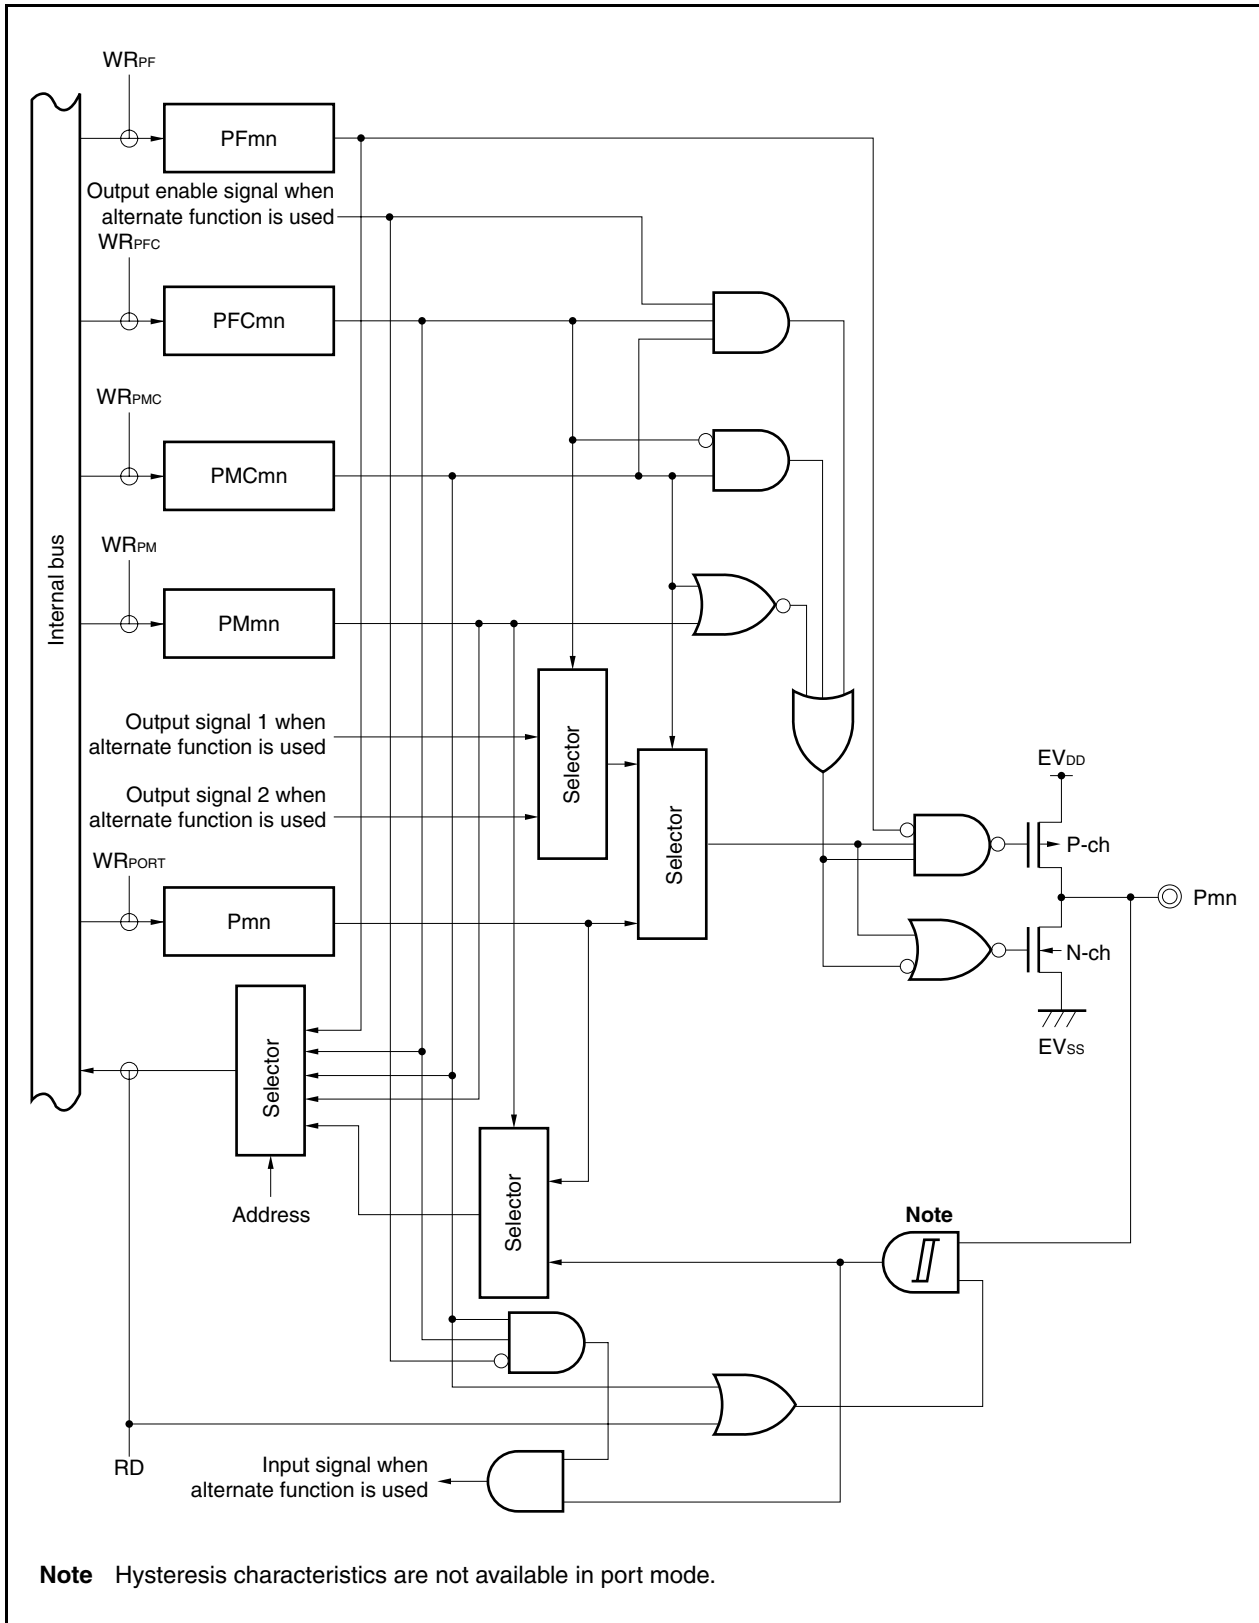 WRPF
PFmn
Output enable signal when
alternate function is used
WRPFC
PFCmn
WRPMC
PMCmn
WRPM
PMmn
Internal bus
Output signal 1 when
alternate function is used
Output signal 2 when
alternate function is used
Selector
Selector
WRPORT
Pmn
EVDD
P-ch
Pmn
N-ch
EVSS
Selector
Address
Selector
Note
RD
Input signal when
alternate function is used
Note Hysteresis characteristics are not available in port mode.